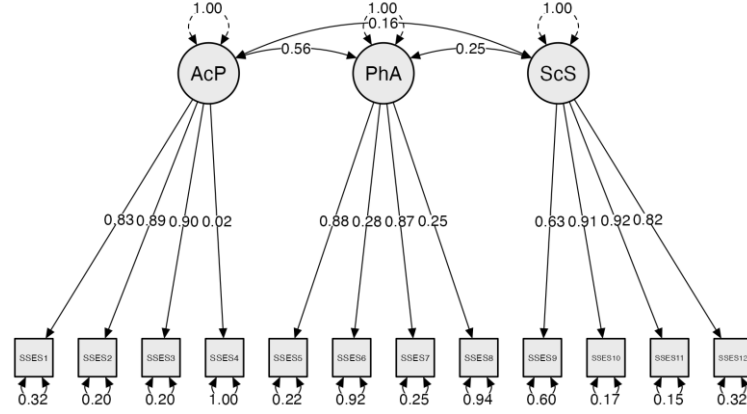 1.00 1.00 1.00
0.16
0.56 0.25
AcP PhA ScS
0.83 0.89 0.90 0.02 0.88 0.28 0.87 0.25 0.63 0.91 0.92 0.82
SSES1 SSES2 SSES3 SSES4 SSES5 SSES6 SSES7 SSES8 SSES9 SSES10 SSES11 SSES12
0.32 0.20 0.20 1.00 0.22 0.92 0.25 0.94 0.60 0.17 0.15 0.32